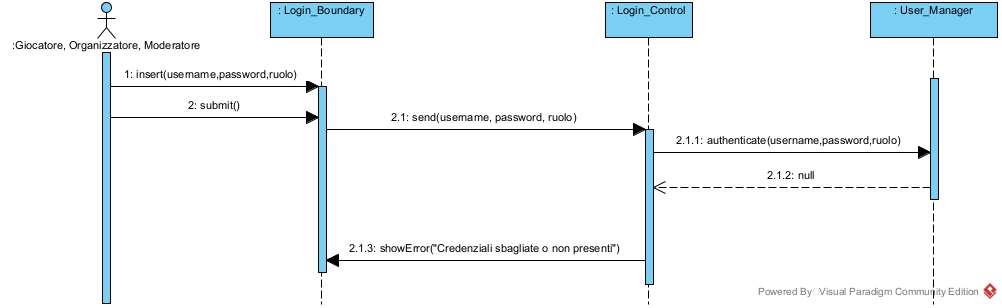 : Login_Boundary
: Login_Control
: User_Manager
:Giocatore, Organizzatore, Moderatore
1: insert(username,password,ruolo)
2: submit()
2.1: send(username, password, ruolo)
2.1.1: authenticate(username,password,ruolo)
2.1.2: null
2.1.3: showError("Credenziali sbagliate o non presenti")
Powered By Visual Paradigm Community Edition